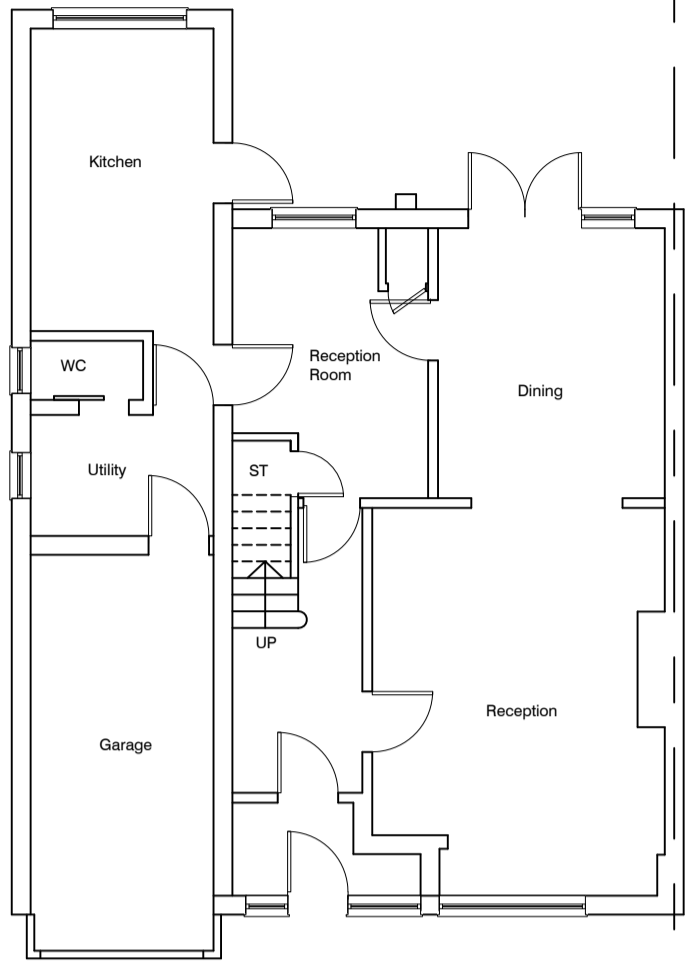 Kitchen
WC
Reception
Room
Dining
Utility
ST
UP
Reception
Garage